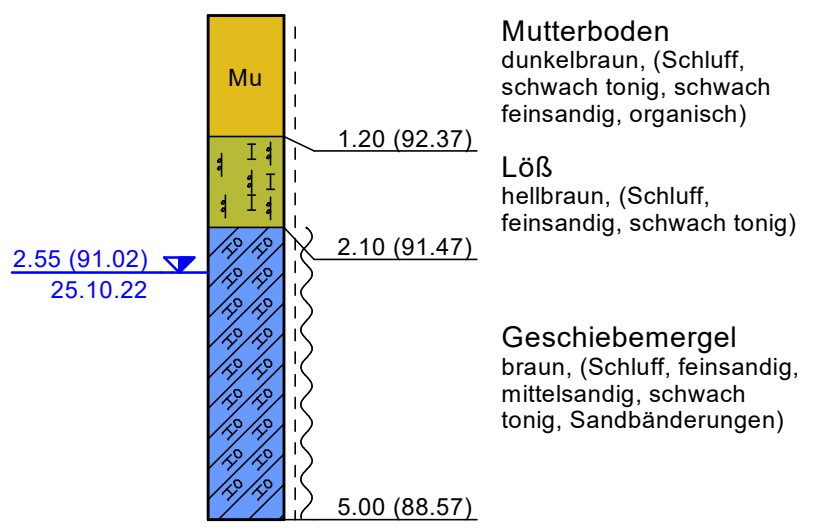 Mutterboden
dunkelbraun, (Schluff,
schwach tonig, schwach
feinsandig, organisch)
Mu
1.20 (92.37)
Löß
hellbraun, (Schluff,
feinsandig, schwach tonig)
2.10 (91.47)
2.55 (91.02)
25.10.22
Geschiebemergel
braun, (Schluff, feinsandig,
mittelsandig, schwach
tonig, Sandbänderungen)
5.00 (88.57)